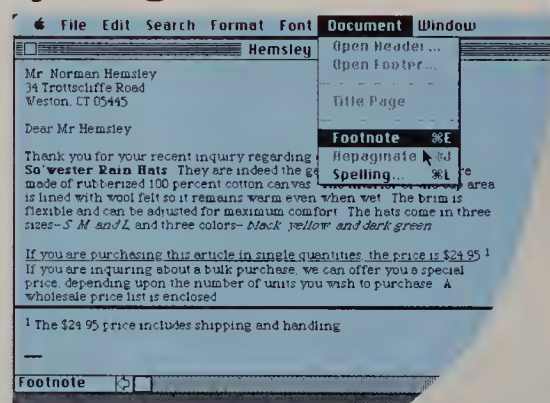 File Edit Search Format Font Document Window
Hemsley
Open Header...
Open Footer...
Title Page
Footnote ⌘E
Repaginate ⌘J
Spelling... ⌘L
Mr Norman Hemsley
34 Trottscliffe Road
Weston, CT 05445
Dear Mr Hemsley
Thank you for your recent inquiry regarding
So'wester Rain Hats They are indeed the
made of rubberized 100 percent cotton canvas area
is lined with wool felt so it remains warm even when wet The brim is
flexible and can be adjusted for maximum comfort The hats come in three
sizes--S M and L and three colors--black yellow and dark green
If you are purchasing this article in single quantities, the price is $24 95 1
If you are inquiring about a bulk purchase, we can offer you a special
price, depending upon the number of units you wish to purchase A
wholesale price list is enclosed
1 The $24 95 price includes shipping and handling
Footnote